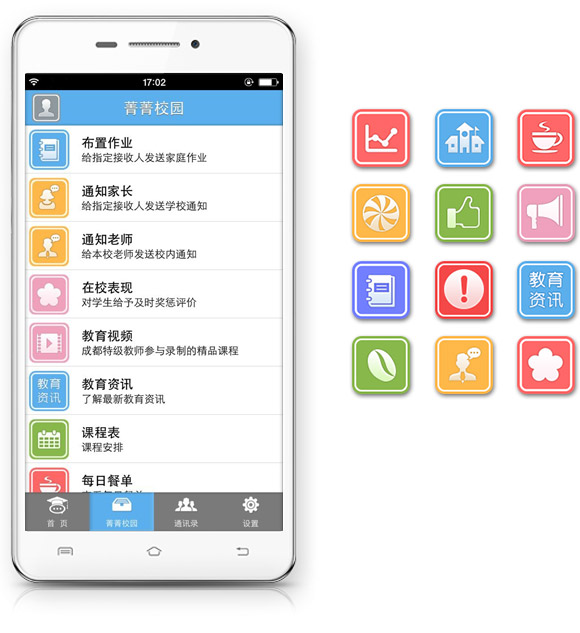 17:02
菁菁校园
布置作业
给指定接收人发送家庭作业
通知家长
给指定接收人发送学校通知
通知老师
给本校老师发送校内通知
在校表现
对学生给予及时奖惩评价
教育视频
成都特级教师参与录制的精品课程
教育
资讯
教育资讯
了解最新教育资讯
课程表
课程安排
每日餐单
首 页
菁菁校园
通讯录
设置
教育
资讯